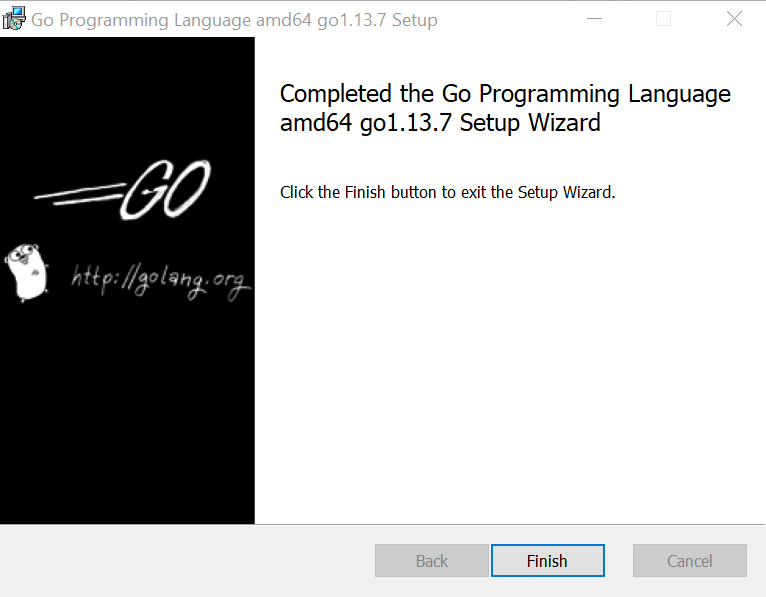 Go Programming Language amd64 go1.13.7 Setup
GO
http://golang.org
Completed the Go Programming Language
amd64 go1.13.7 Setup Wizard
Click the Finish button to exit the Setup Wizard.
Back
Finish
Cancel